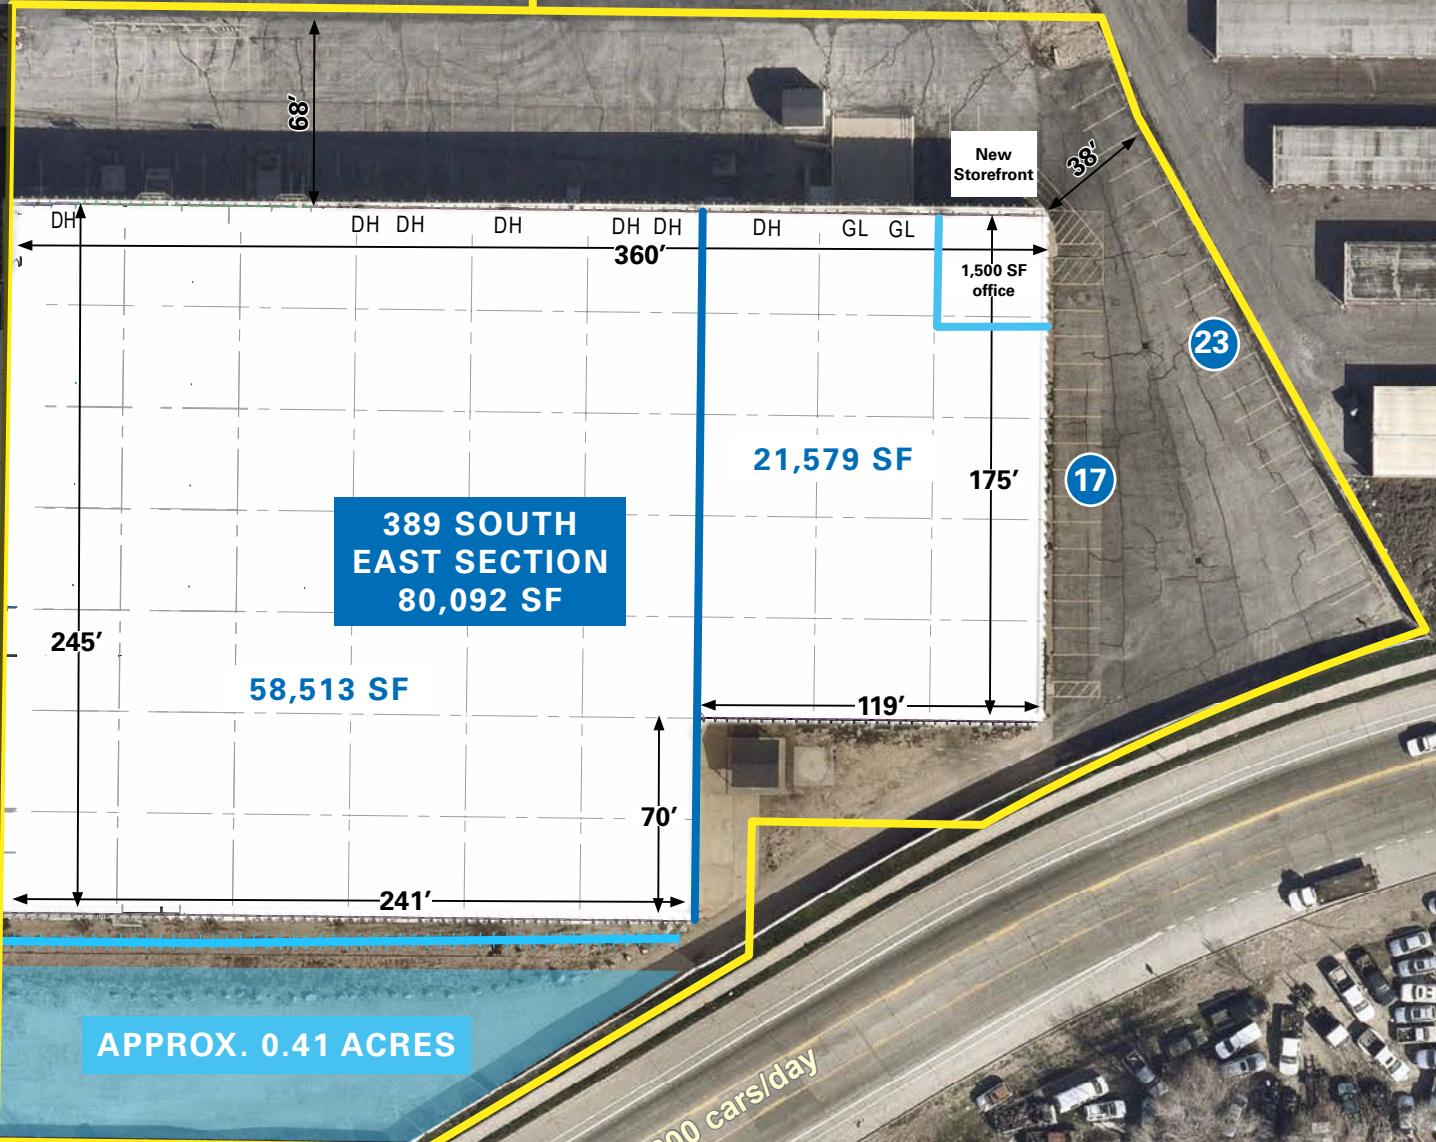 68'
New
Storefront
38'
DH
DH
DH
DH
DH
DH
DH
GL
GL
360'
1,500 SF
office
23
21,579 SF
175'
17
389 SOUTH
EAST SECTION
80,092 SF
245'
58,513 SF
119'
70'
241'
APPROX. 0.41 ACRES
00 cars/day